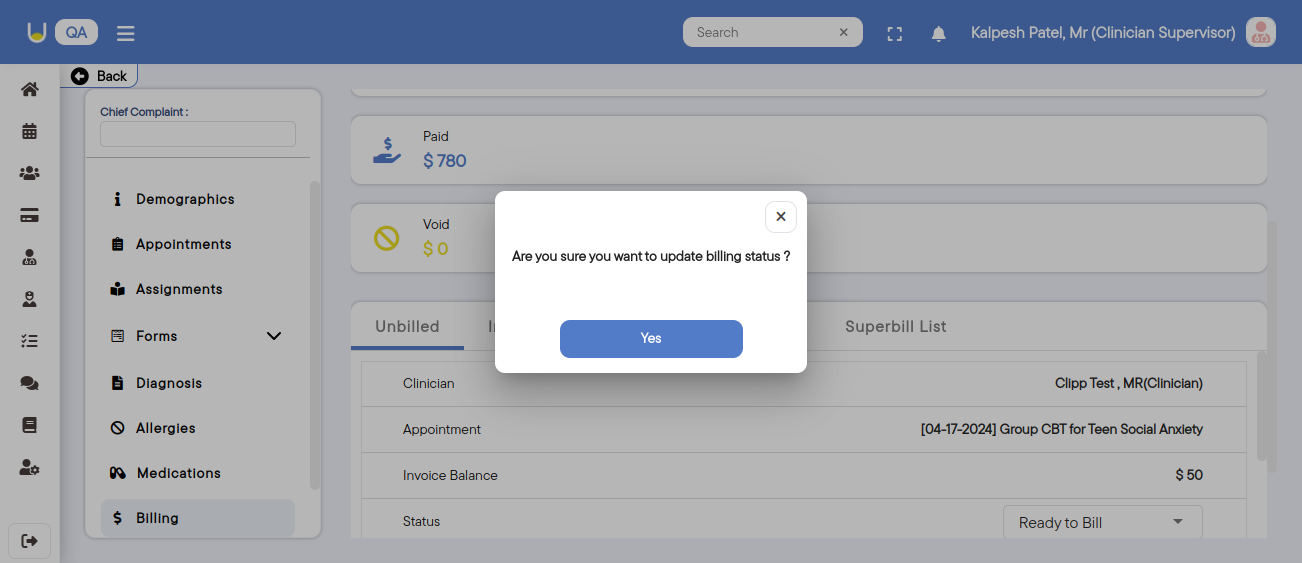 QA
Search
Kalpesh Patel, Mr (Clinician Supervisor)
Back
Chief Complaint :
Demographics
Appointments
Assignments
Forms
Diagnosis
Allergies
Medications
Billing
Paid
$ 780
Void
$ 0
Are you sure you want to update billing status ?
Yes
Unbilled
Superbill List
Clinician
Clipp Test , MR(Clinician)
Appointment
[04-17-2024] Group CBT for Teen Social Anxiety
Invoice Balance
$ 50
Status
Ready to Bill